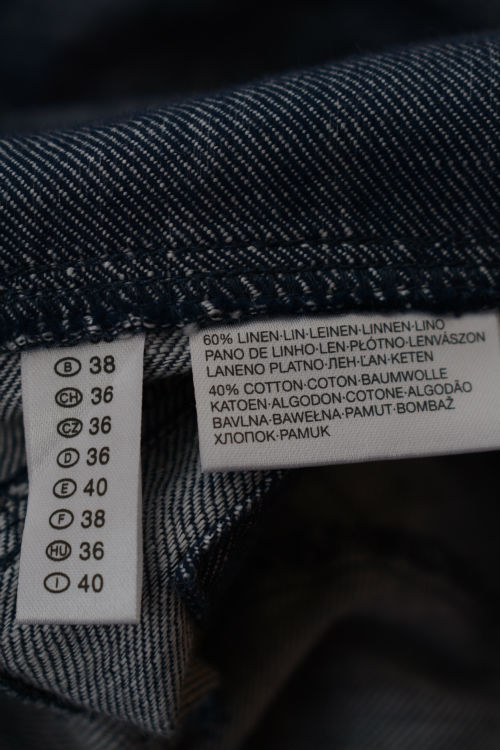 B 38
CH 36
CZ 36
D 36
E 40
F 38
HU 36
I 40
60% LINEN·LIN·LEINEN·LINNEN·LINO
PANO DE LINHO·LEN·PŁÓTNO·LENVÁSZON
LANENO PLATNO·ЛЕН·ĽAN·KETEN
40% COTTON·COTON·BAUMWOLLE
KATOEN·ALGODON·COTONE·ALGODÃO
BAVLNA·BAWEŁNA·PAMUT·BOMBAŽ
ХЛОПОК·PAMUK